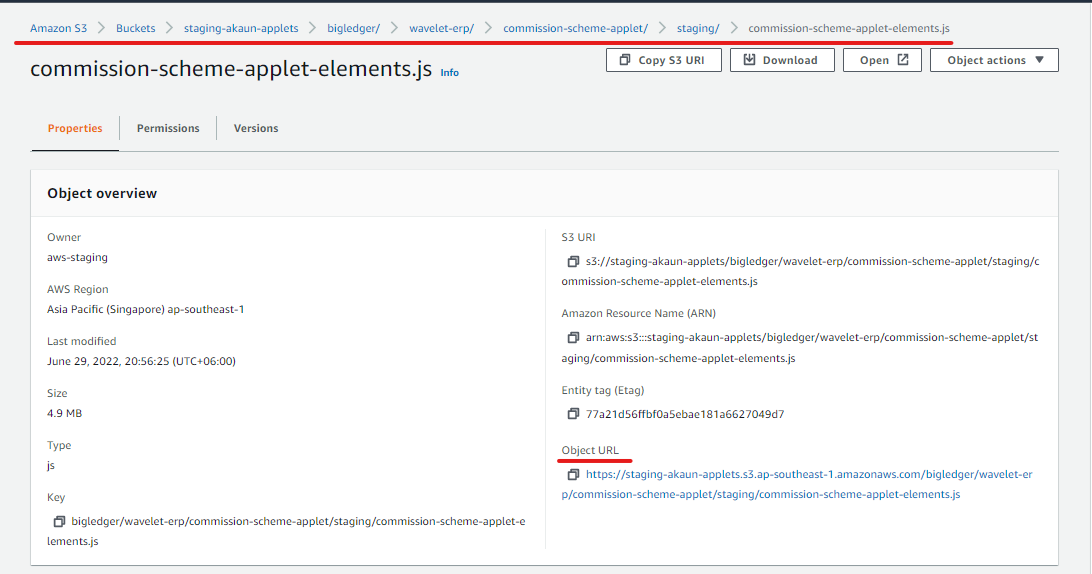 Amazon S3 > Buckets > staging-akaun-applets > bigledger/ > wavelet-erp/ > commission-scheme-applet/ > staging/ > commission-scheme-applet-elements.js
commission-scheme-applet-elements.js Info
Copy S3 URI Download Open Object actions ▼
Properties Permissions Versions
Object overview
Owner
aws-staging
AWS Region
Asia Pacific (Singapore) ap-southeast-1
Last modified
June 29, 2022, 20:56:25 (UTC+06:00)
Size
4.9 MB
Type
js
Key
bigledger/wavelet-erp/commission-scheme-applet/staging/commission-scheme-applet-e
lements.js
S3 URI
s3://staging-akaun-applets/bigledger/wavelet-erp/commission-scheme-applet/staging/c
ommission-scheme-applet-elements.js
Amazon Resource Name (ARN)
arn:aws:s3:::staging-akaun-applets/bigledger/wavelet-erp/commission-scheme-applet/st
aging/commission-scheme-applet-elements.js
Entity tag (Etag)
77a21d56ffbf0a5ebae181a6627049d7
Object URL
https://staging-akaun-applets.s3.ap-southeast-1.amazonaws.com/bigledger/wavelet-er
p/commission-scheme-applet/staging/commission-scheme-applet-elements.js